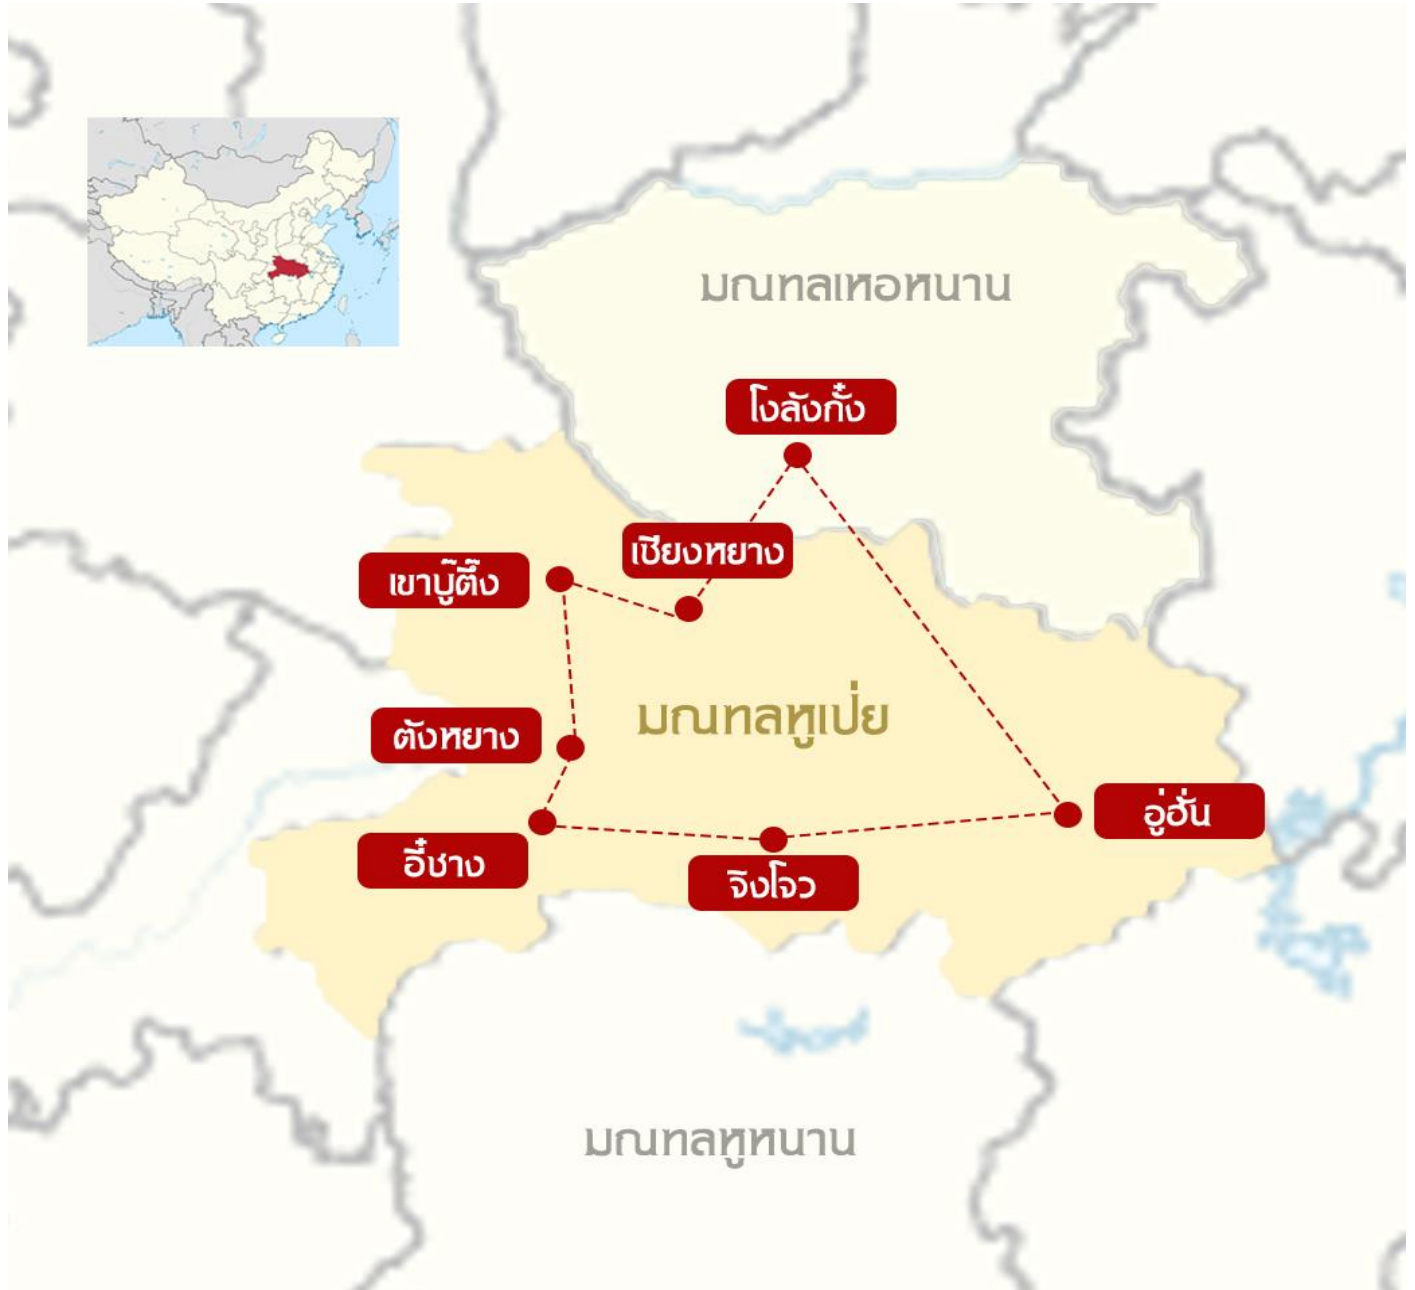 มณฑลเหอหนาน
โงลังกั๋ง
เซียงหยาง
เขาบู๊ตึ๊ง
มณฑลหูเป่ย
ตังหยาง
อู่ฮั่น
อี๋ชาง
จิงโจว
มณฑลหูหนาน